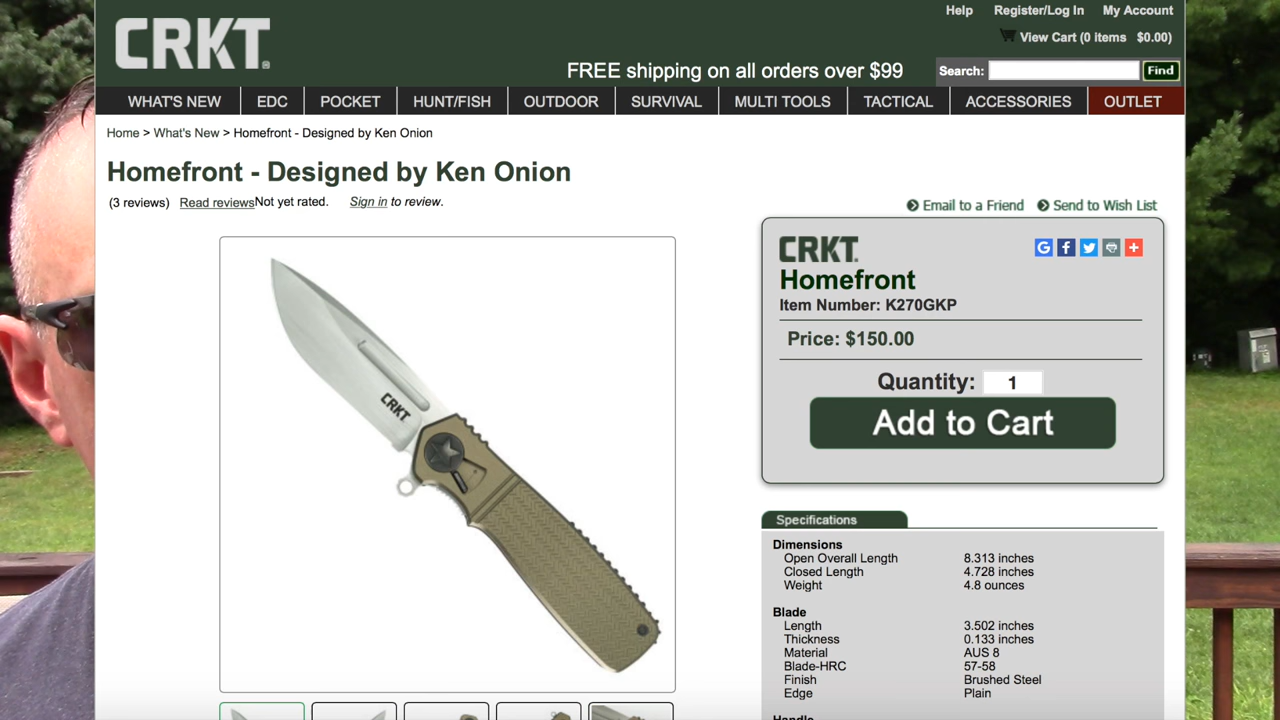 Help Register/Log In My Account
CRKT
View Cart (0 items $0.00)
FREE shipping on all orders over $99 Search: Find
WHAT'S NEW EDC POCKET HUNT/FISH OUTDOOR SURVIVAL MULTI TOOLS TACTICAL ACCESSORIES OUTLET
Home > What's New > Homefront - Designed by Ken Onion
Homefront - Designed by Ken Onion
(3 reviews) Read reviewsNot yet rated. Sign in to review.
Email to a Friend Send to Wish List
CRKT
Homefront
Item Number: K270GKP
Price: $150.00
Quantity: 1
Add to Cart
CRKT
Specifications
Dimensions
Open Overall Length 8.313 inches
Closed Length 4.728 inches
Weight 4.8 ounces
Blade
Length 3.502 inches
Thickness 0.133 inches
Material AUS 8
Blade-HRC 57-58
Finish Brushed Steel
Edge Plain
Handle